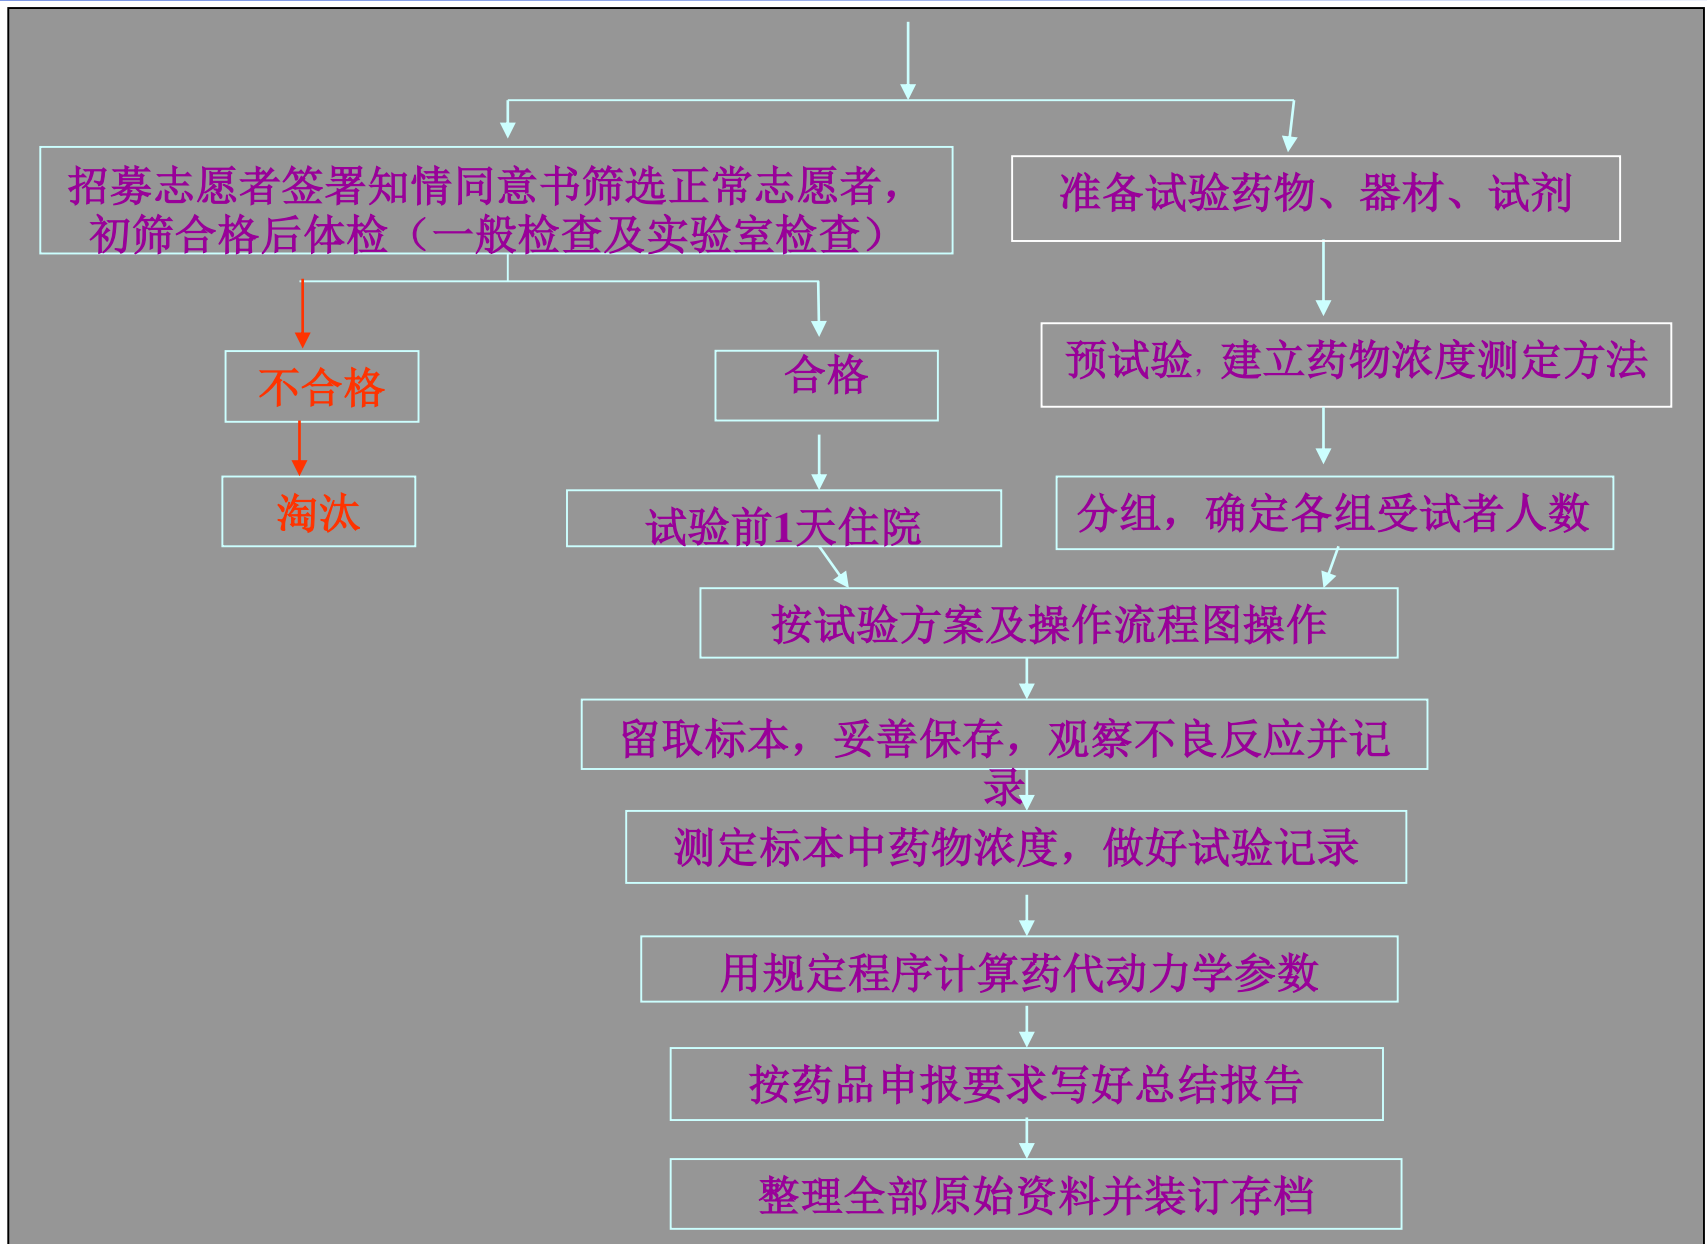 招募志愿者签署知情同意书筛选正常志愿者，
初筛合格后体检（一般检查及实验室检查）
准备试验药物、器材、试剂
不合格
合格
预试验, 建立药物浓度测定方法
淘汰
试验前1天住院
分组，确定各组受试者人数
按试验方案及操作流程图操作
留取标本，妥善保存，观察不良反应并记
录
测定标本中药物浓度，做好试验记录
用规定程序计算药代动力学参数
按药品申报要求写好总结报告
整理全部原始资料并装订存档